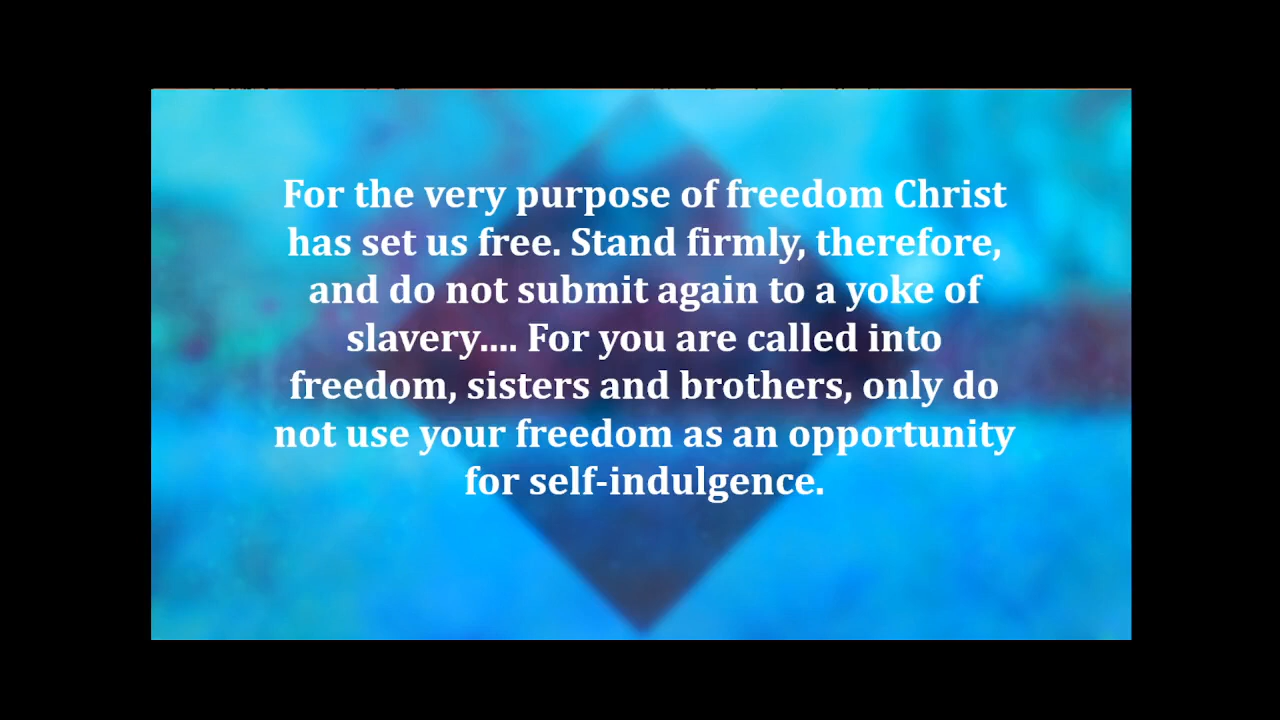 For the very purpose of freedom Christ
has set us free. Stand firmly, therefore,
and do not submit again to a yoke of
slavery.... For you are called into
freedom, sisters and brothers, only do
not use your freedom as an opportunity
for self-indulgence.